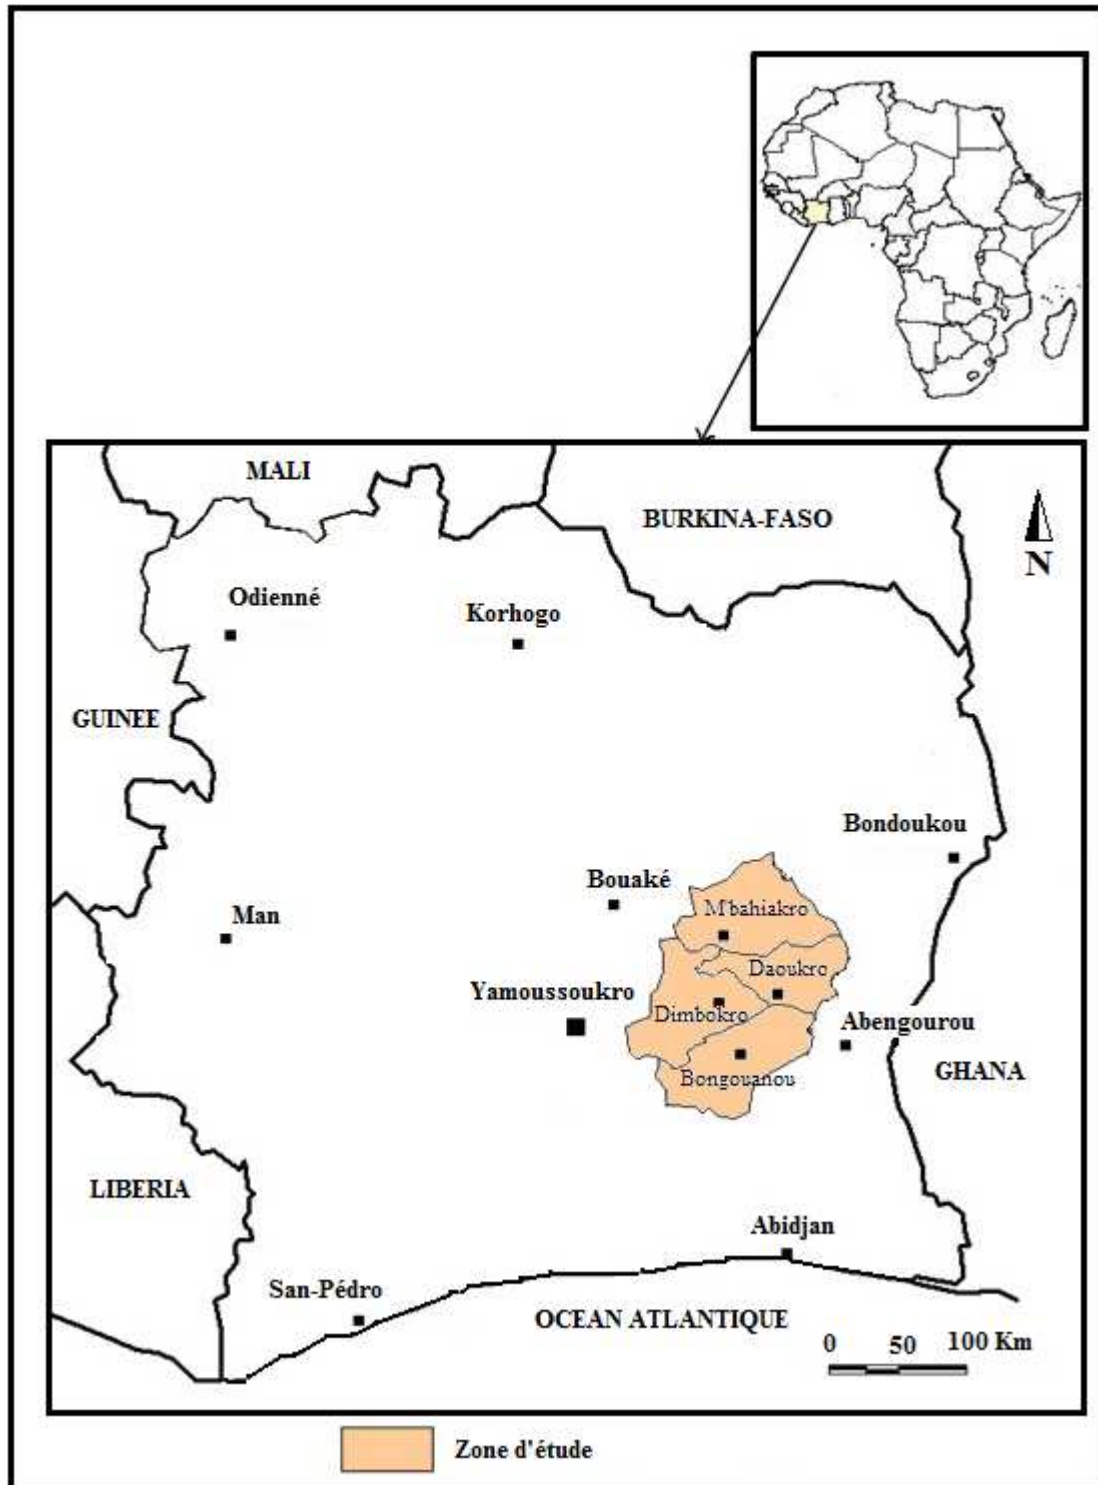 MALI
BURKINA-FASO
N
Odienné
Korhogo
GUINEE
Bondoukou
Bouaké
M'bahiakro
Man
Daoukro
Yamoussoukro
Dimbokro
Abengourou
GHANA
Bongouanou
LIBERIA
Abidjan
San-Pédro
OCEAN ATLANTIQUE
0 50 100 Km
Zone d'étude